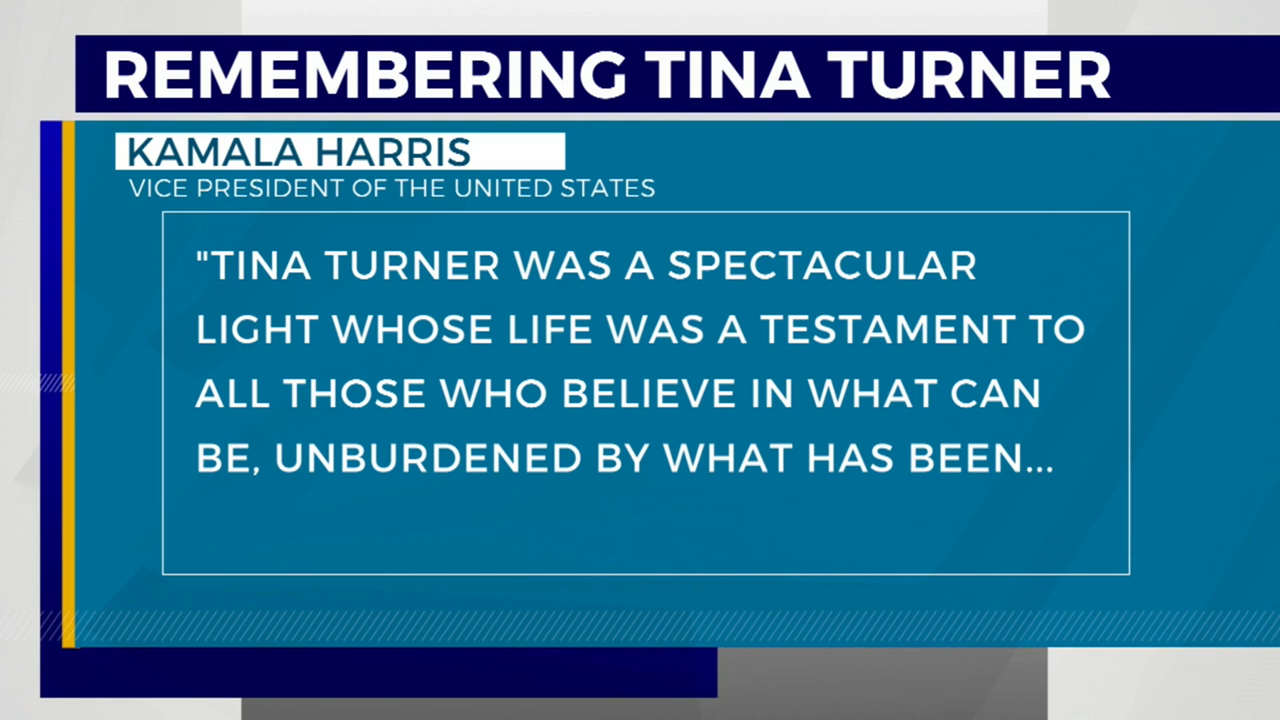 REMEMBERING TINA TURNER
KAMALA HARRIS
VICE PRESIDENT OF THE UNITED STATES
"TINA TURNER WAS A SPECTACULAR
LIGHT WHOSE LIFE WAS A TESTAMENT TO
ALL THOSE WHO BELIEVE IN WHAT CAN
BE, UNBURDENED BY WHAT HAS BEEN...